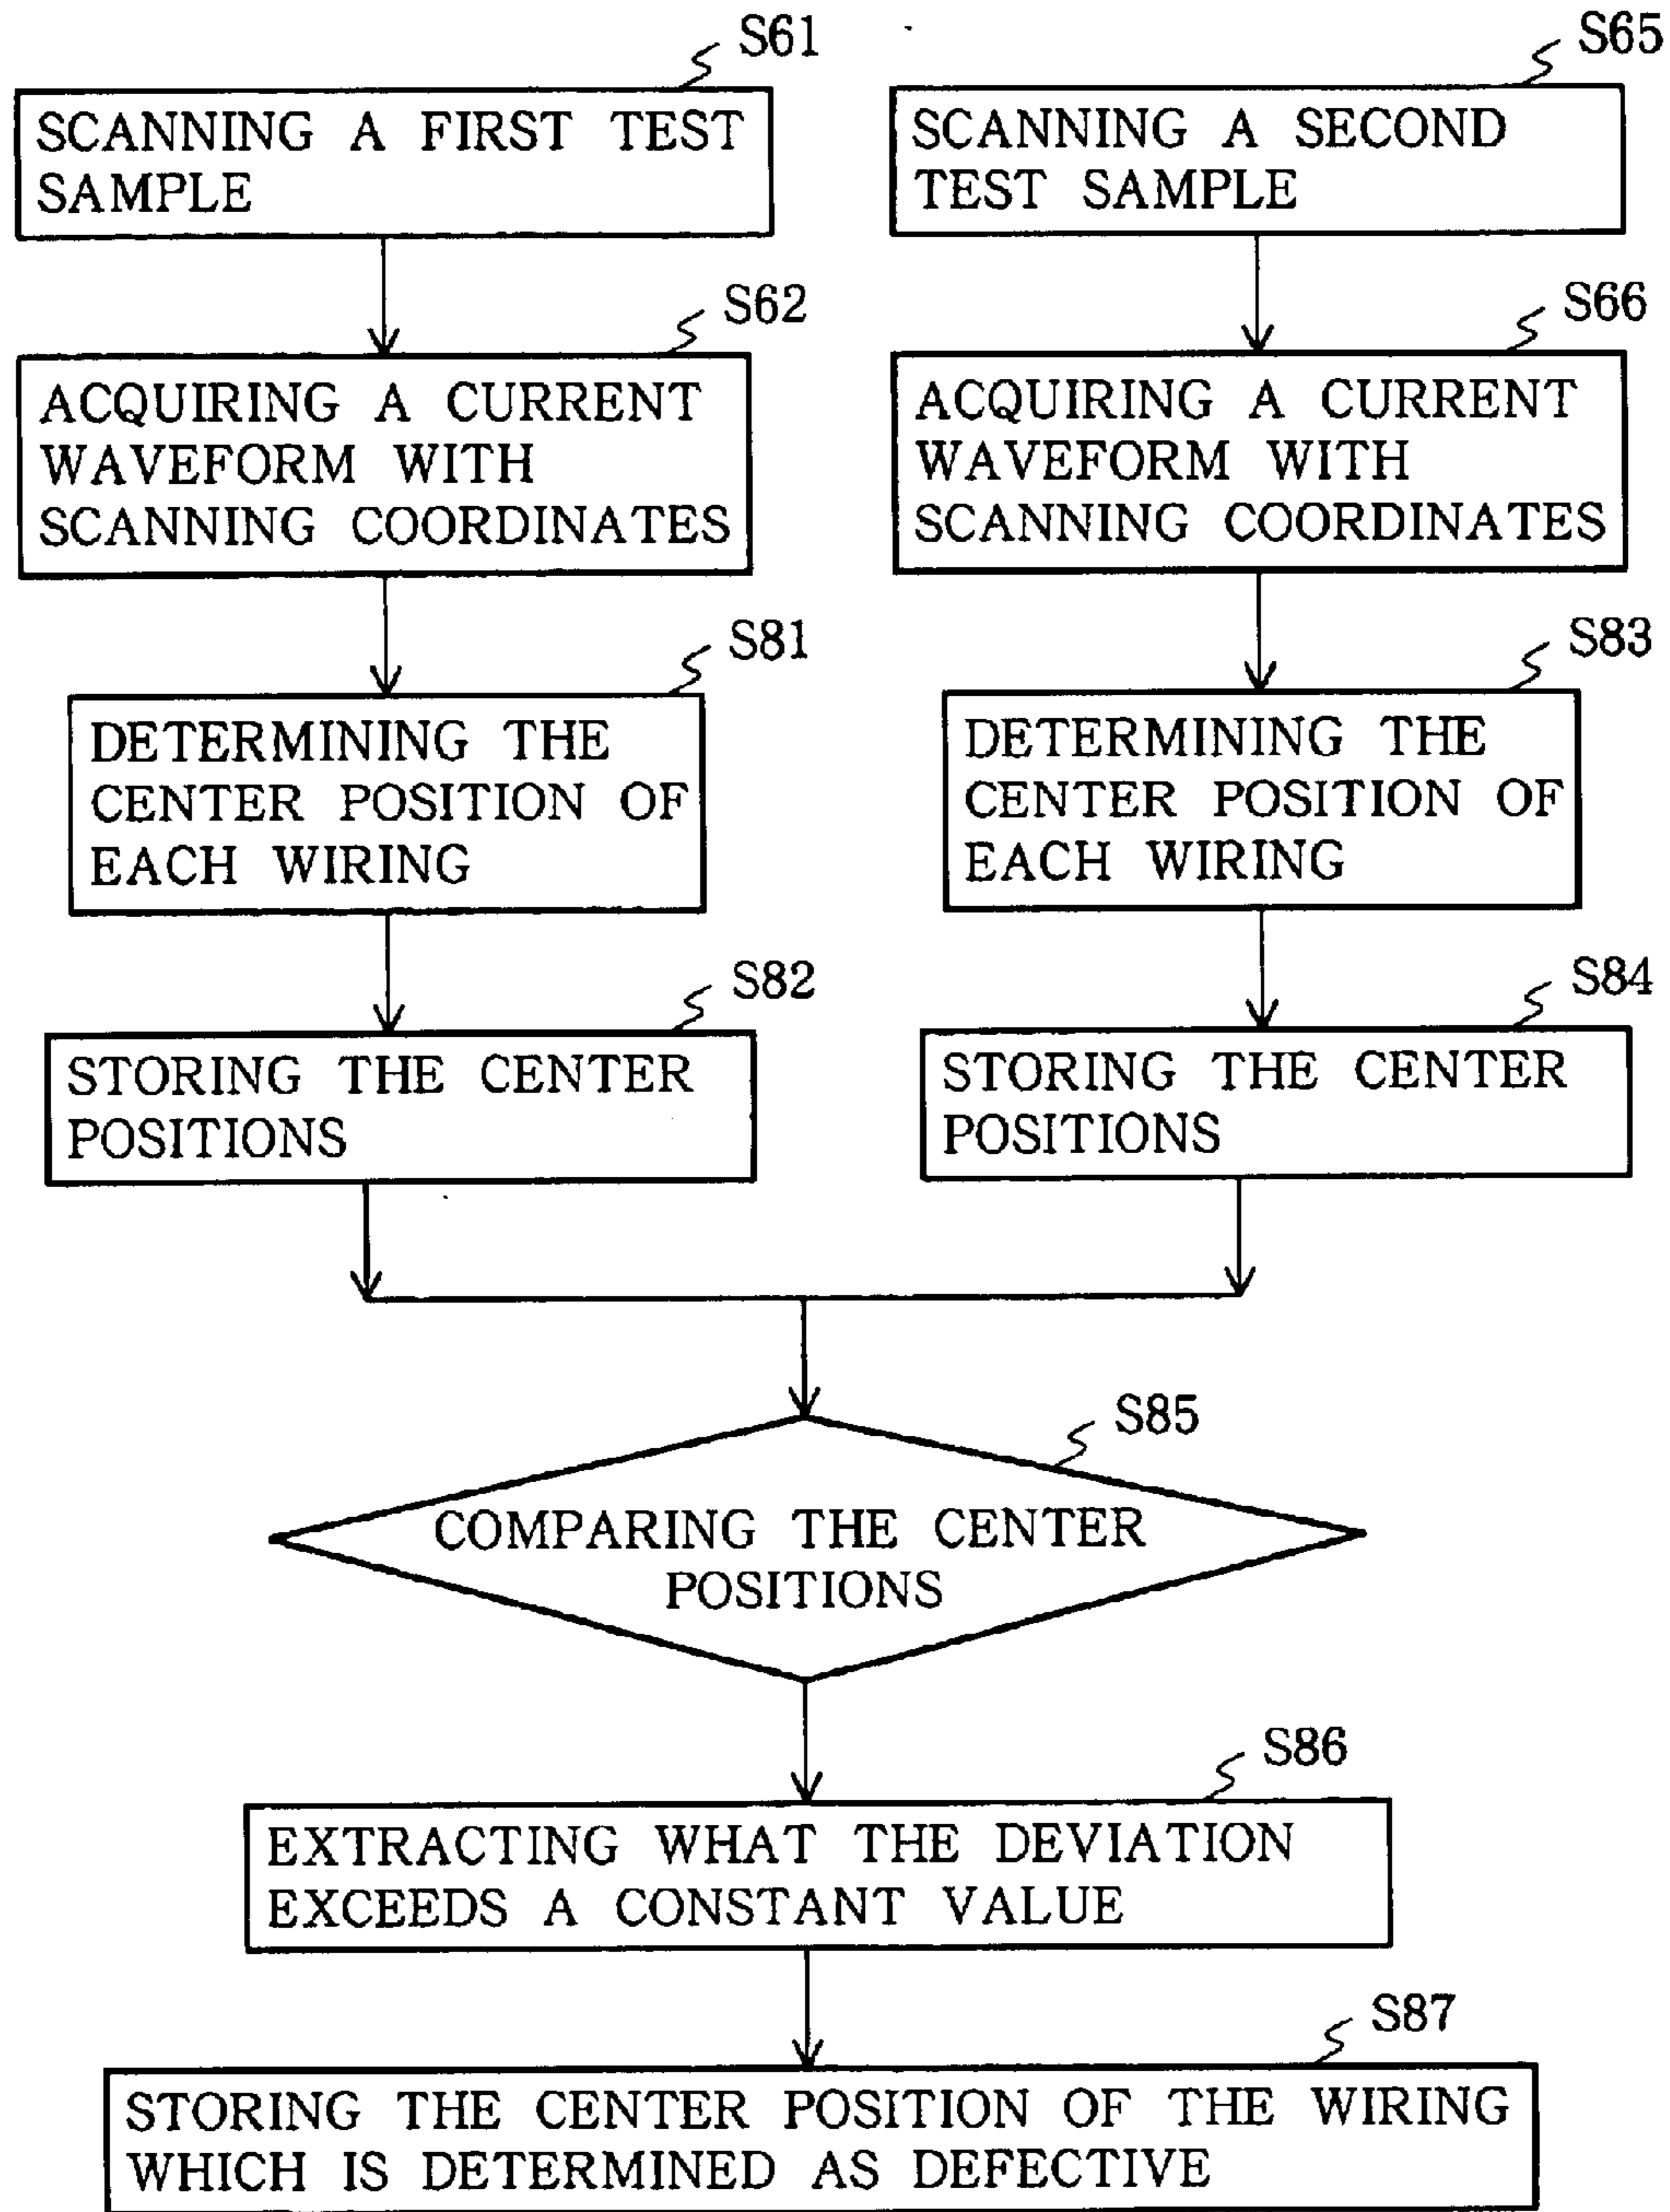 S61
SCANNING A FIRST TEST
SAMPLE
S65
SCANNING A SECOND
TEST SAMPLE
S62
ACQUIRING A CURRENT
WAVEFORM WITH
SCANNING COORDINATES
S66
ACQUIRING A CURRENT
WAVEFORM WITH
SCANNING COORDINATES
S81
DETERMINING THE
CENTER POSITION OF
EACH WIRING
S83
DETERMINING THE
CENTER POSITION OF
EACH WIRING
S82
STORING THE CENTER
POSITIONS
S84
STORING THE CENTER
POSITIONS
S85
COMPARING THE CENTER
POSITIONS
S86
EXTRACTING WHAT THE DEVIATION
EXCEEDS A CONSTANT VALUE
S87
STORING THE CENTER POSITION OF THE WIRING
WHICH IS DETERMINED AS DEFECTIVE